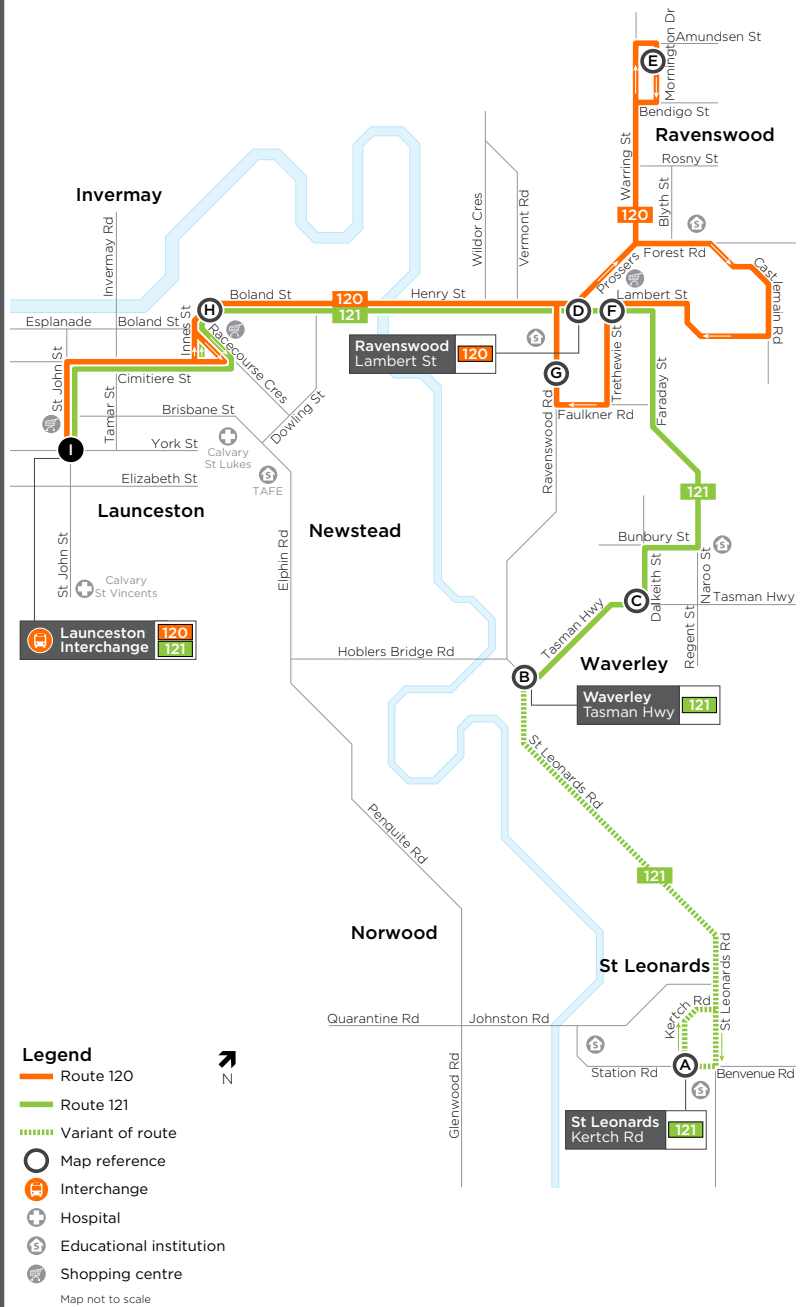 Amundsen St
Mornington Dr
E
Bendigo St
Ravenswood
Warring St
Rosny St
Blyth St
120
Invermay
Invermay Rd
Wildor Cres
Vermont Rd
Forest Rd
Prossers
Castlemain Rd
Boland St
120
Henry St
Lambert St
H
121
D
F
Esplanade
Boland St
Innes St
Racecourse Cres
Ravenswood
Lambert St
120
Trethewie St
G
St John St
Cimitiere St
Tamar St
Brisbane St
Dowling St
Faulkner Rd
Faraday St
Ravenswood Rd
I
York St
Calvary
St Lukes
Elizabeth St
TAFE
121
Launceston
Newstead
Elphin Rd
Bunbury St
St John St
Calvary
St Vincents
Dalkeith St
Naroo St
C
Tasman Hwy
Tasman Hwy
Regent St
Launceston
Interchange
120
121
Hoblers Bridge Rd
Waverley
B
Waverley
Tasman Hwy
121
St Leonards Rd
Penquite Rd
121
Norwood
St Leonards
St Leonards Rd
Kertch Rd
Quarantine Rd
Johnston Rd
Station Rd
A
Benvenue Rd
Glenwood Rd
St Leonards
Kertch Rd
121
Legend
N
Route 120
Route 121
Variant of route
Map reference
Interchange
Hospital
Educational institution
Shopping centre
Map not to scale